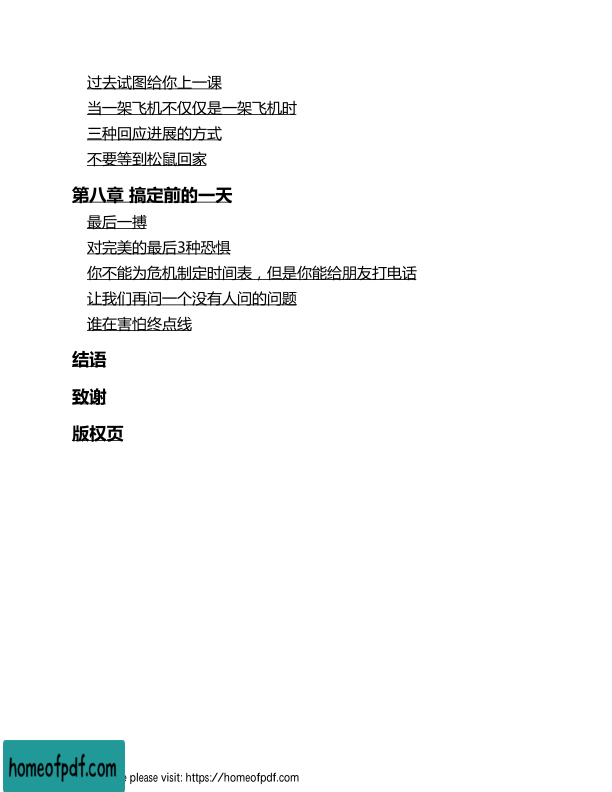 过去试图给你上一课
当一架飞机不仅仅是一架飞机时
三种回应进展的方式
不要等到松鼠回家
第八章 搞定前的一天
最后一搏
对完美的最后3种恐惧
你不能为危机制定时间表，但是你能给朋友打电话
让我们再问一个没有人问的问题
谁在害怕终点线
结语
致谢
版权页
homeofpdf.com
please visit: https://homeofpdf.com